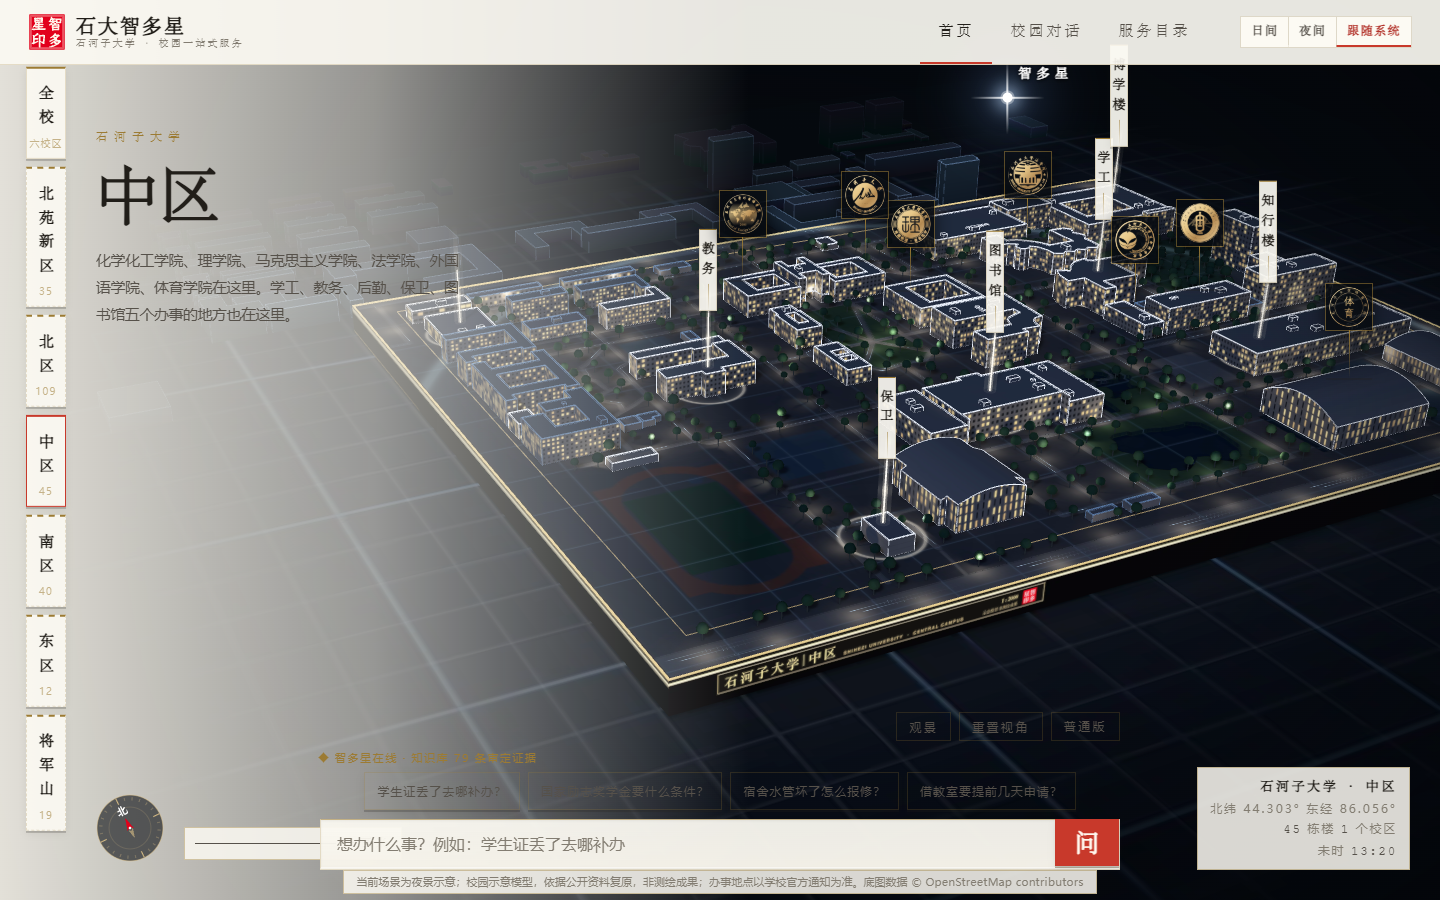 星智
印多
石大智多星
石河子大学 · 校园一站式服务
首页
校园对话
服务目录
日间
夜间
跟随系统
全校
六校区
北苑新区
35
北区
109
中区
45
南区
40
东区
12
将军山
19
石河子大学
中区
化学化工学院、理学院、马克思主义学院、法学院、外国
语学院、体育学院在这里。学工、教务、后勤、保卫、图
书馆五个办事的地方也在这里。
智多星
博学楼
学工
知行楼
教务
图书馆
保卫
体育
石河子大学 | 中区
SHIHEZI UNIVERSITY · CENTRAL CAMPUS
观景
重置视角
普通版
智多星在线
学生证丢了去哪补办?
宿舍水管坏了怎么报修?
借教室要提前几天申请?
北
想办什么事？例如：学生证丢了去哪补办
问
石河子大学 · 中区
北纬 44.303° 东经 86.056°
45 栋楼 1 个校区
未时 13:20
当前场景为夜景示意；校园示意模型，依据公开资料复原，非测绘成果；办事地点以学校官方通知为准。底图数据 © OpenStreetMap contributors